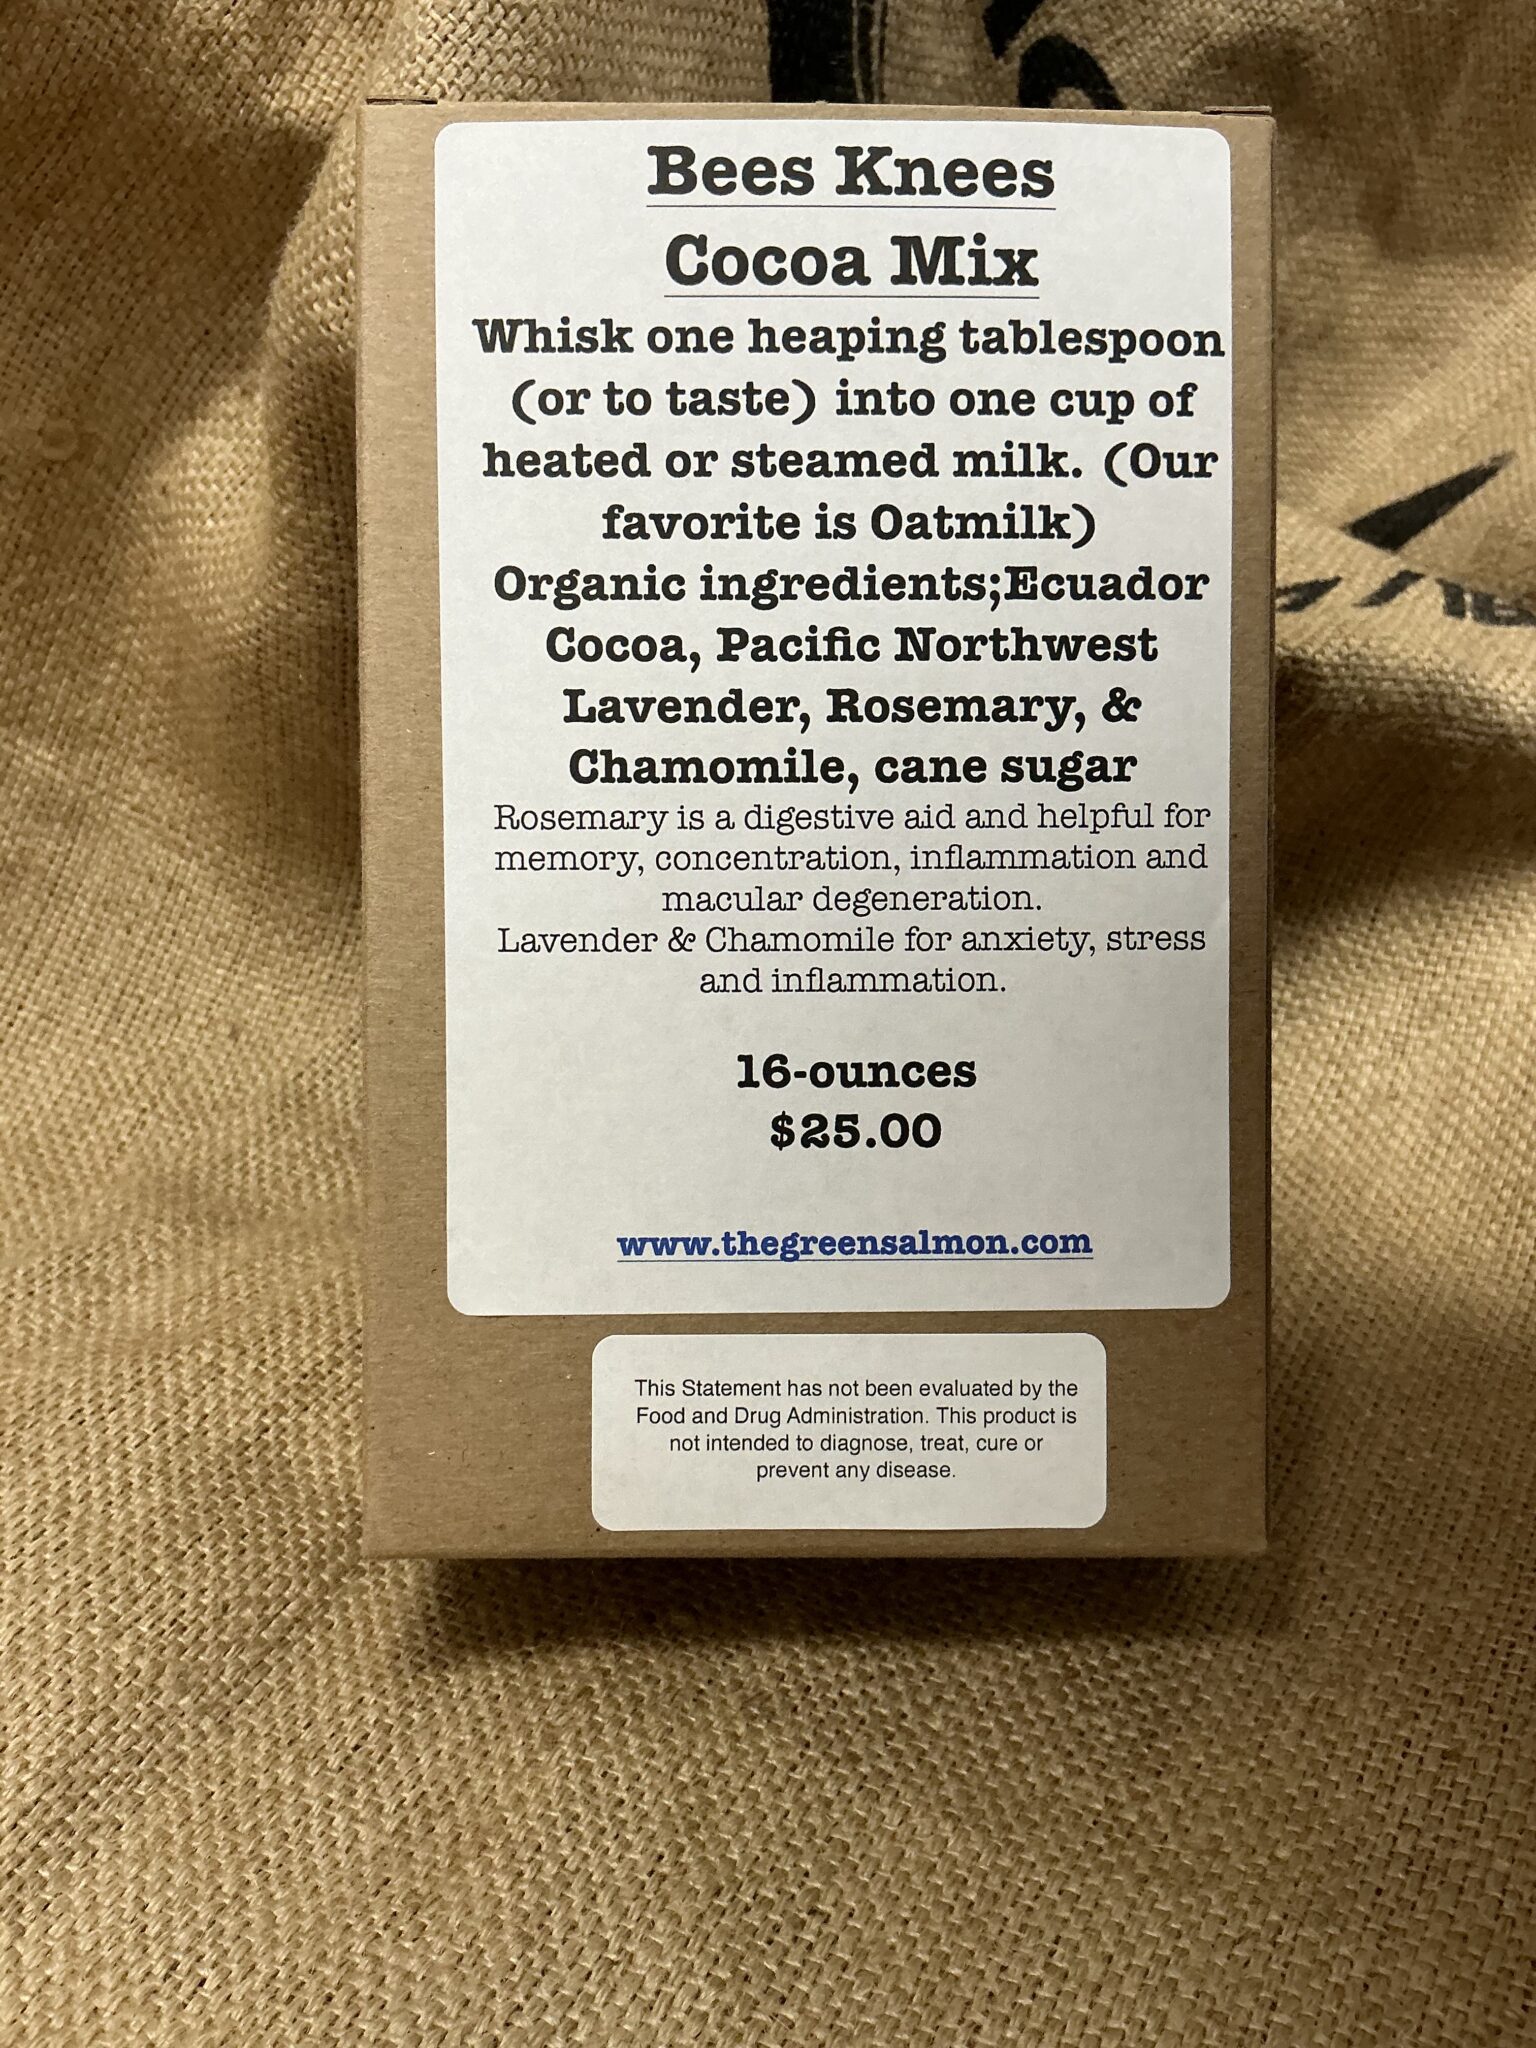 Bees Knees
Cocoa Mix
Whisk one heaping tablespoon
(or to taste) into one cup of
heated or steamed milk. (Our
favorite is Oatmilk)
Organic ingredients;Ecuador
Cocoa, Pacific Northwest
Lavender, Rosemary, &
Chamomile, cane sugar
Rosemary is a digestive aid and helpful for
memory, concentration, inflammation and
macular degeneration.
Lavender & Chamomile for anxiety, stress
and inflammation.
16-ounces
$25.00
www.thegreensalmon.com
This Statement has not been evaluated by the
Food and Drug Administration. This product is
not intended to diagnose, treat, cure or
prevent any disease.